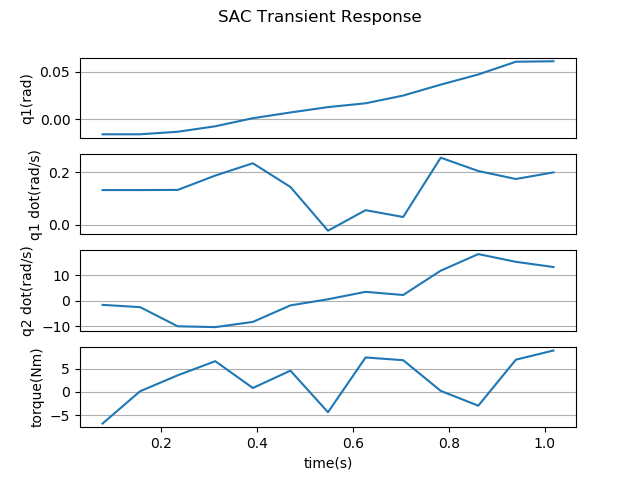 SAC Transient Response
q1(rad)
0.05
0.00
q1 dot(rad/s)
0.2
0.0
q2 dot(rad/s)
10
0
−10
torque(Nm)
5
0
−5
0.2 0.4 0.6 0.8 1.0
time(s)